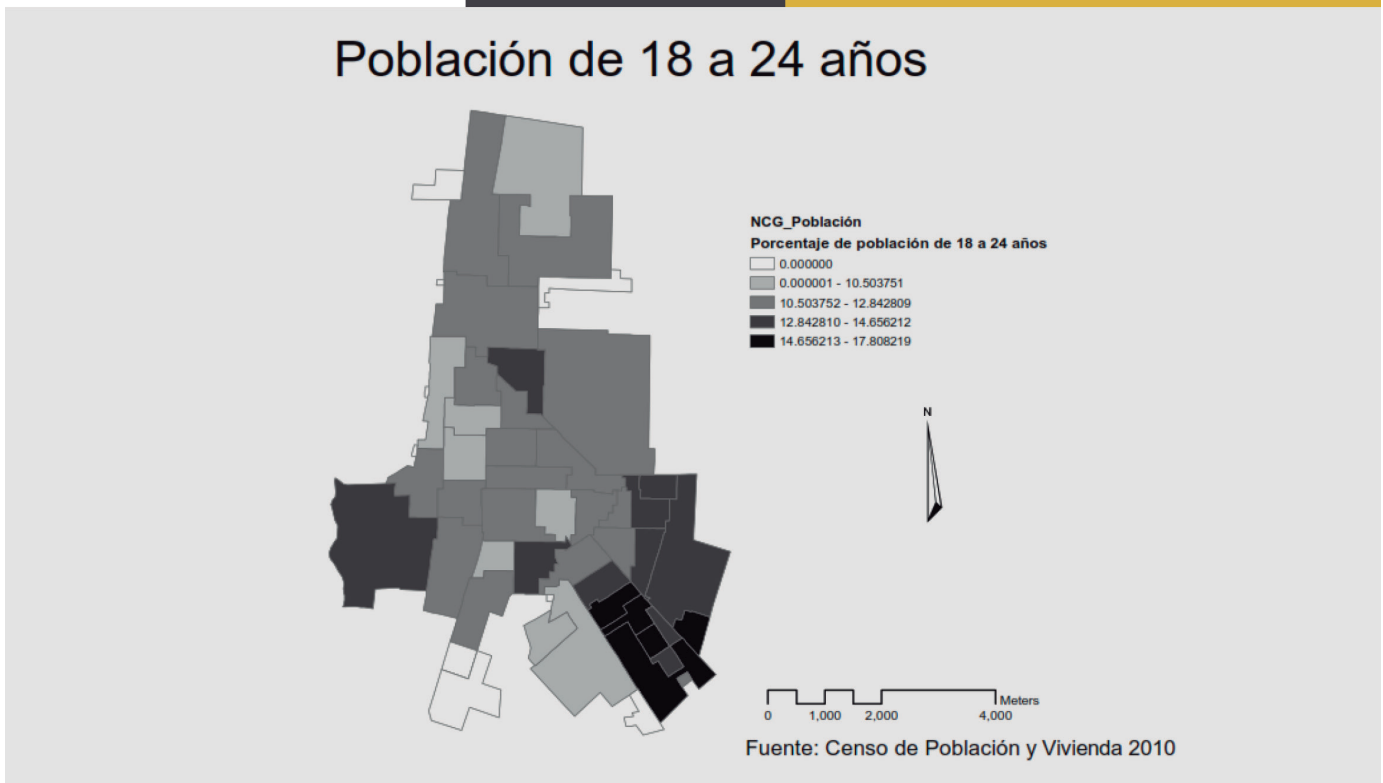 Población de 18 a 24 años
NCG_Población
Porcentaje de población de 18 a 24 años
0.000000
0.000001 - 10.503751
10.503752 - 12.842809
12.842810 - 14.656212
14.656213 - 17.808219
N
Meters
0 1,000 2,000 4,000
Fuente: Censo de Población y Vivienda 2010